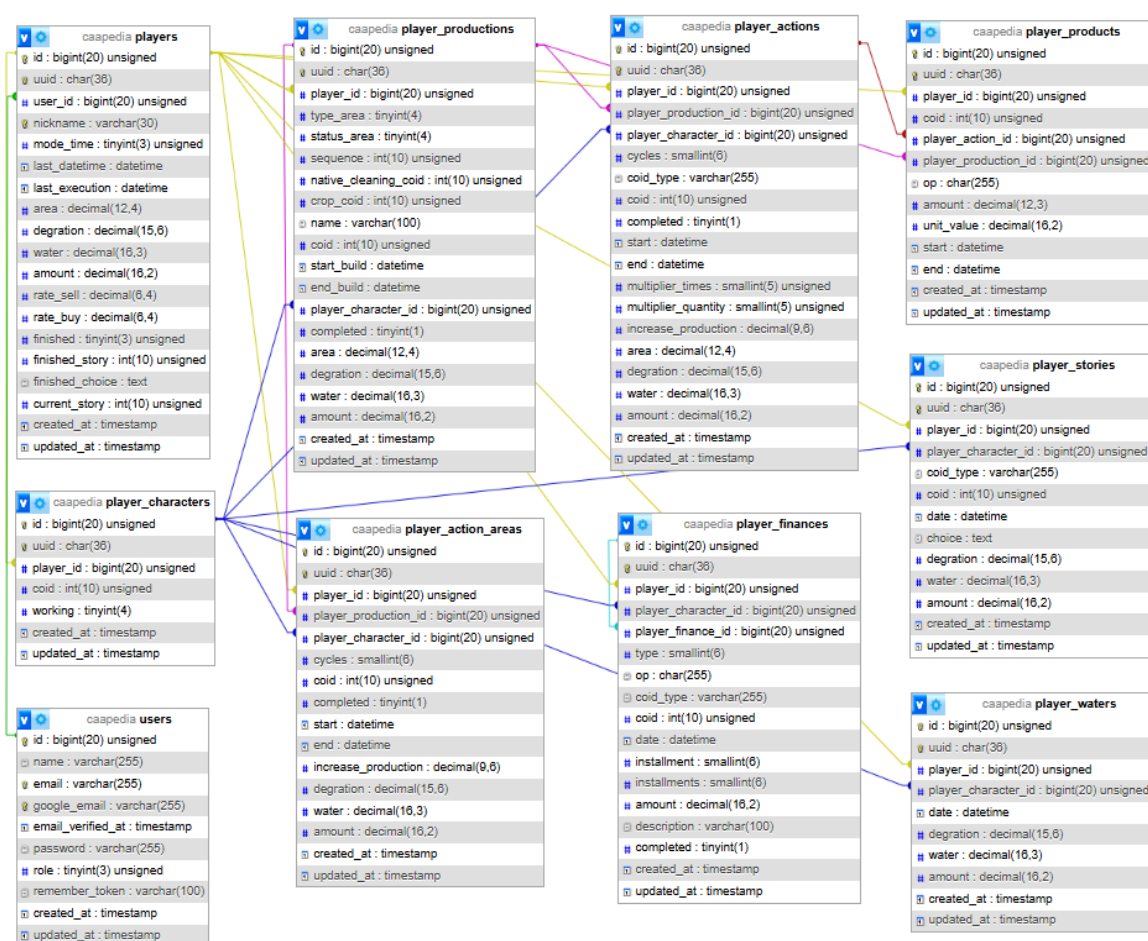 caapedia players
id : bigint(20) unsigned
uuid : char(36)
user_id : bigint(20) unsigned
nickname : varchar(30)
mode_time : tinyint(3) unsigned
last_datetime : datetime
last_execution : datetime
area : decimal(12,4)
degration : decimal(15,6)
water : decimal(16,3)
amount : decimal(16,2)
rate_sell : decimal(6,4)
rate_buy : decimal(6,4)
finished : tinyint(3) unsigned
finished_story : int(10) unsigned
finished_choice : text
current_story : int(10) unsigned
created_at : timestamp
updated_at : timestamp
caapedia player_characters
id : bigint(20) unsigned
uuid : char(36)
player_id : bigint(20) unsigned
coid : int(10) unsigned
working : tinyint(4)
created_at : timestamp
updated_at : timestamp
caapedia users
id : bigint(20) unsigned
name : varchar(255)
email : varchar(255)
google_email : varchar(255)
email_verified_at : timestamp
password : varchar(255)
role : tinyint(3) unsigned
remember_token : varchar(100)
created_at : timestamp
updated_at : timestamp
caapedia player_productions
id : bigint(20) unsigned
uuid : char(36)
player_id : bigint(20) unsigned
type_area : tinyint(4)
status_area : tinyint(4)
sequence : int(10) unsigned
native_cleaning_coid : int(10) unsigned
crop_coid : int(10) unsigned
name : varchar(100)
coid : int(10) unsigned
start_build : datetime
end_build : datetime
player_character_id : bigint(20) unsigned
completed : tinyint(1)
area : decimal(12,4)
degration : decimal(15,6)
water : decimal(16,3)
amount : decimal(16,2)
created_at : timestamp
updated_at : timestamp
caapedia player_action_areas
id : bigint(20) unsigned
uuid : char(36)
player_id : bigint(20) unsigned
player_production_id : bigint(20) unsigned
player_character_id : bigint(20) unsigned
cycles : smallint(6)
coid : int(10) unsigned
completed : tinyint(1)
start : datetime
end : datetime
increase_production : decimal(9,6)
degration : decimal(15,6)
water : decimal(16,3)
amount : decimal(16,2)
created_at : timestamp
updated_at : timestamp
caapedia player_actions
id : bigint(20) unsigned
uuid : char(36)
player_id : bigint(20) unsigned
player_production_id : bigint(20) unsigned
player_character_id : bigint(20) unsigned
cycles : smallint(6)
coid_type : varchar(255)
coid : int(10) unsigned
completed : tinyint(1)
start : datetime
end : datetime
multiplier_times : smallint(5) unsigned
multiplier_quantity : smallint(5) unsigned
increase_production : decimal(9,6)
area : decimal(12,4)
degration : decimal(15,6)
water : decimal(16,3)
amount : decimal(16,2)
created_at : timestamp
updated_at : timestamp
caapedia player_finances
id : bigint(20) unsigned
uuid : char(36)
player_id : bigint(20) unsigned
player_character_id : bigint(20) unsigned
player_finance_id : bigint(20) unsigned
type : smallint(6)
op : char(255)
coid_type : varchar(255)
coid : int(10) unsigned
date : datetime
installment : smallint(6)
installments : smallint(6)
amount : decimal(16,2)
description : varchar(100)
completed : tinyint(1)
created_at : timestamp
updated_at : timestamp
caapedia player_products
id : bigint(20) unsigned
uuid : char(36)
player_id : bigint(20) unsigned
coid : int(10) unsigned
player_action_id : bigint(20) unsigned
player_production_id : bigint(20) unsigned
op : char(255)
amount : decimal(12,3)
unit_value : decimal(16,2)
start : datetime
end : datetime
created_at : timestamp
updated_at : timestamp
caapedia player_stories
id : bigint(20) unsigned
uuid : char(36)
player_id : bigint(20) unsigned
player_character_id : bigint(20) unsigned
coid_type : varchar(255)
coid : int(10) unsigned
date : datetime
choice : text
degration : decimal(15,6)
water : decimal(16,3)
amount : decimal(16,2)
created_at : timestamp
updated_at : timestamp
caapedia player_waters
id : bigint(20) unsigned
uuid : char(36)
player_id : bigint(20) unsigned
player_character_id : bigint(20) unsigned
date : datetime
degration : decimal(15,6)
water : decimal(16,3)
amount : decimal(16,2)
created_at : timestamp
updated_at : timestamp